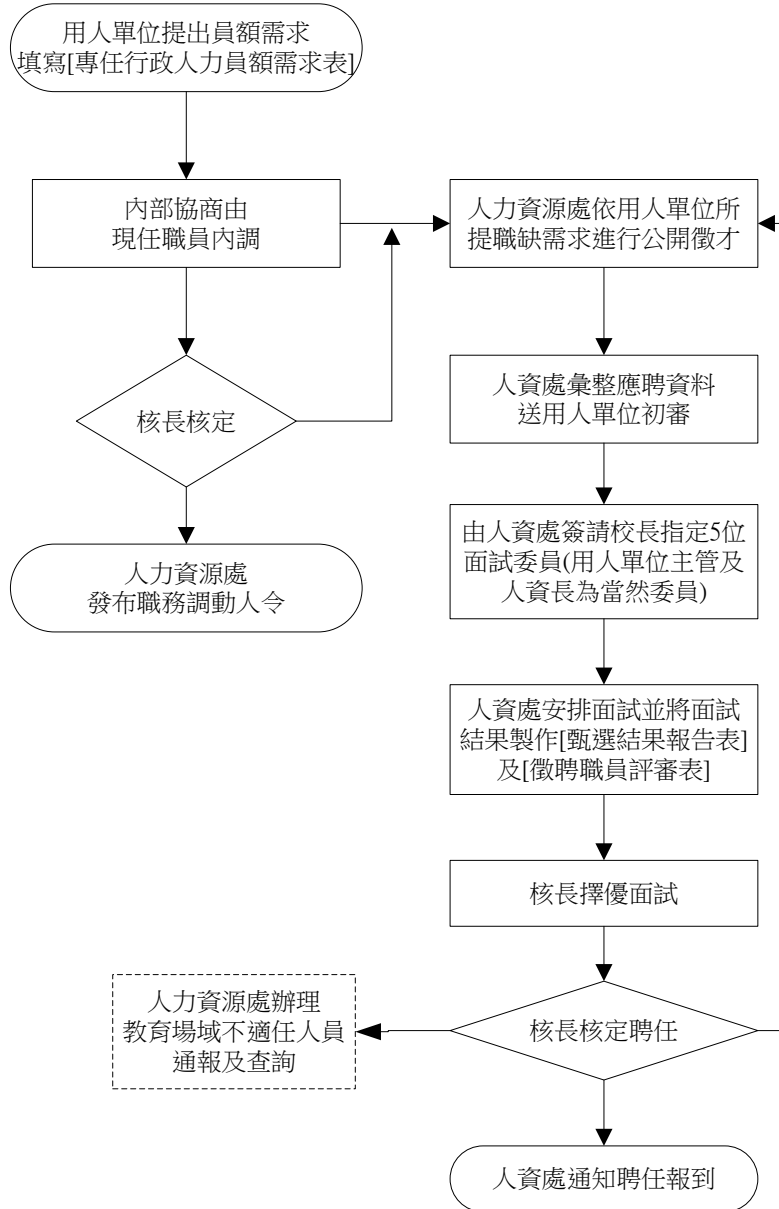 用人單位提出員額需求
填寫[專任行政人力員額需求表]
內部協商由
現任職員內調
核長核定
人力資源處
發布職務調動人令
人力資源處依用人單位所
提職缺需求進行公開徵才
人資處彙整應聘資料
送用人單位初審
由人資處簽請校長指定5位
面試委員(用人單位主管及
人資長為當然委員)
人資處安排面試並將面試
結果製作[甄選結果報告表]
及[徵聘職員評審表]
核長擇優面試
核長核定聘任
人力資源處辦理
教育場域不適任人員
通報及查詢
人資處通知聘任報到